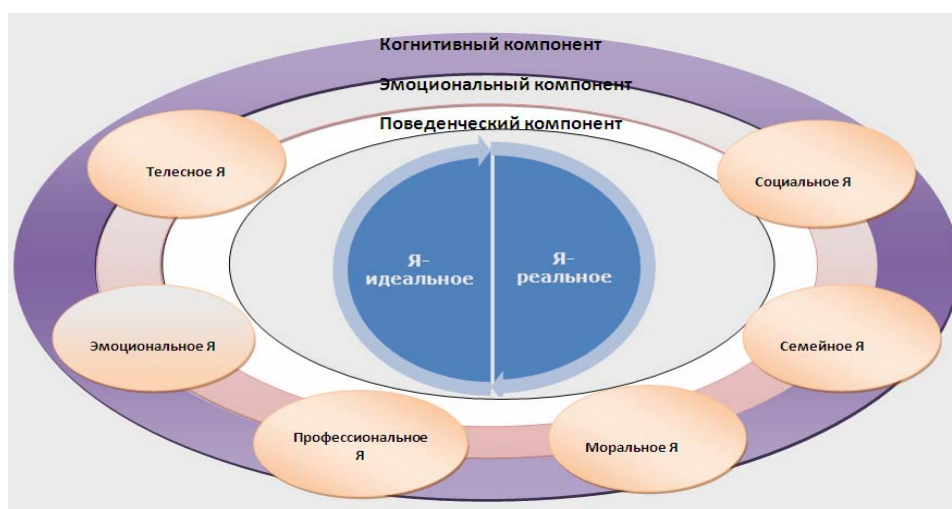 Когнитивный компонент
Эмоциональный компонент
Поведенческий компонент
Телесное Я
Социальное Я
Я-
идеальное
Я-
реальное
Эмоциональное Я
Семейное Я
Профессиональное
Я
Моральное Я